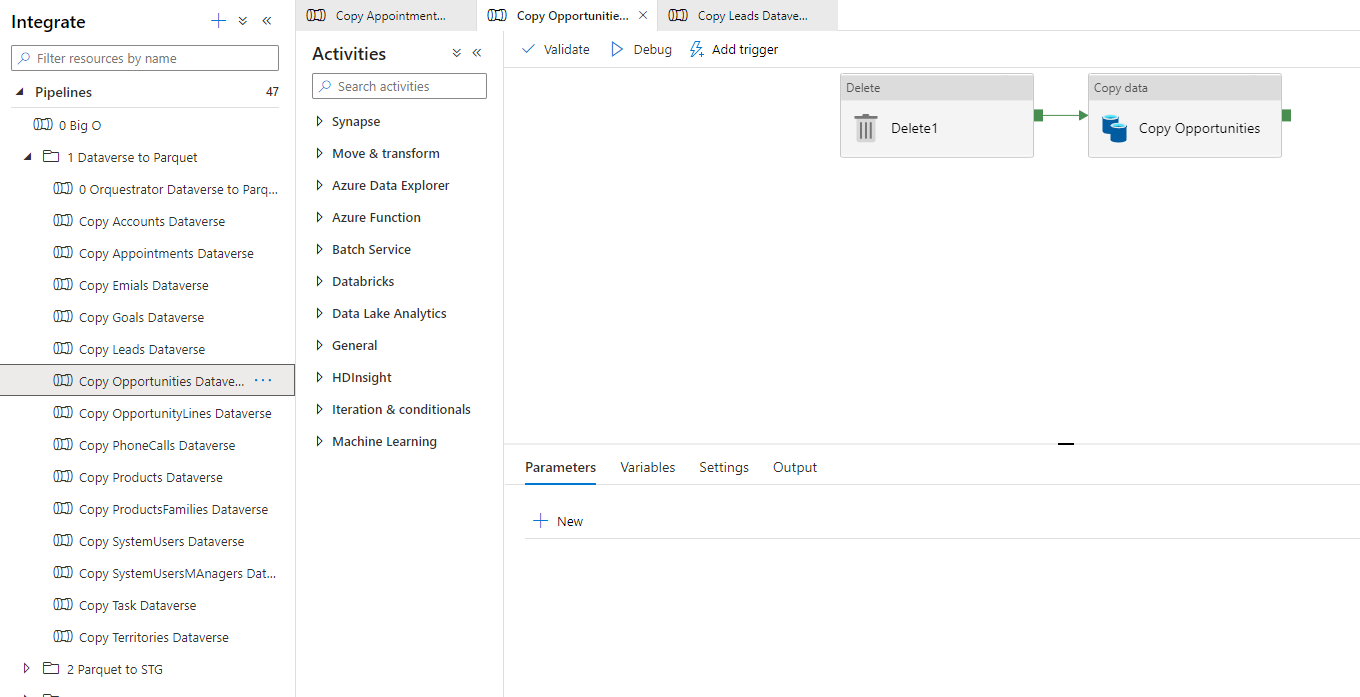 Integrate
Filter resources by name
Pipelines 47
0 Big O
1 Dataverse to Parquet
0 Orquestrator Dataverse to Parq...
Copy Accounts Dataverse
Copy Appointments Dataverse
Copy Emials Dataverse
Copy Goals Dataverse
Copy Leads Dataverse
Copy Opportunities Datave... ···
Copy OpportunityLines Dataverse
Copy PhoneCalls Dataverse
Copy Products Dataverse
Copy ProductsFamilies Dataverse
Copy SystemUsers Dataverse
Copy SystemUsersMAnagers Dat...
Copy Task Dataverse
Copy Territories Dataverse
2 Parquet to STG
Copy Appointment...
Copy Opportunitie...
Copy Leads Datave...
Activities
Search activities
Synapse
Move & transform
Azure Data Explorer
Azure Function
Batch Service
Databricks
Data Lake Analytics
General
HDInsight
Iteration & conditionals
Machine Learning
Validate Debug Add trigger
Delete
Delete1
Copy data
Copy Opportunities
Parameters Variables Settings Output
New